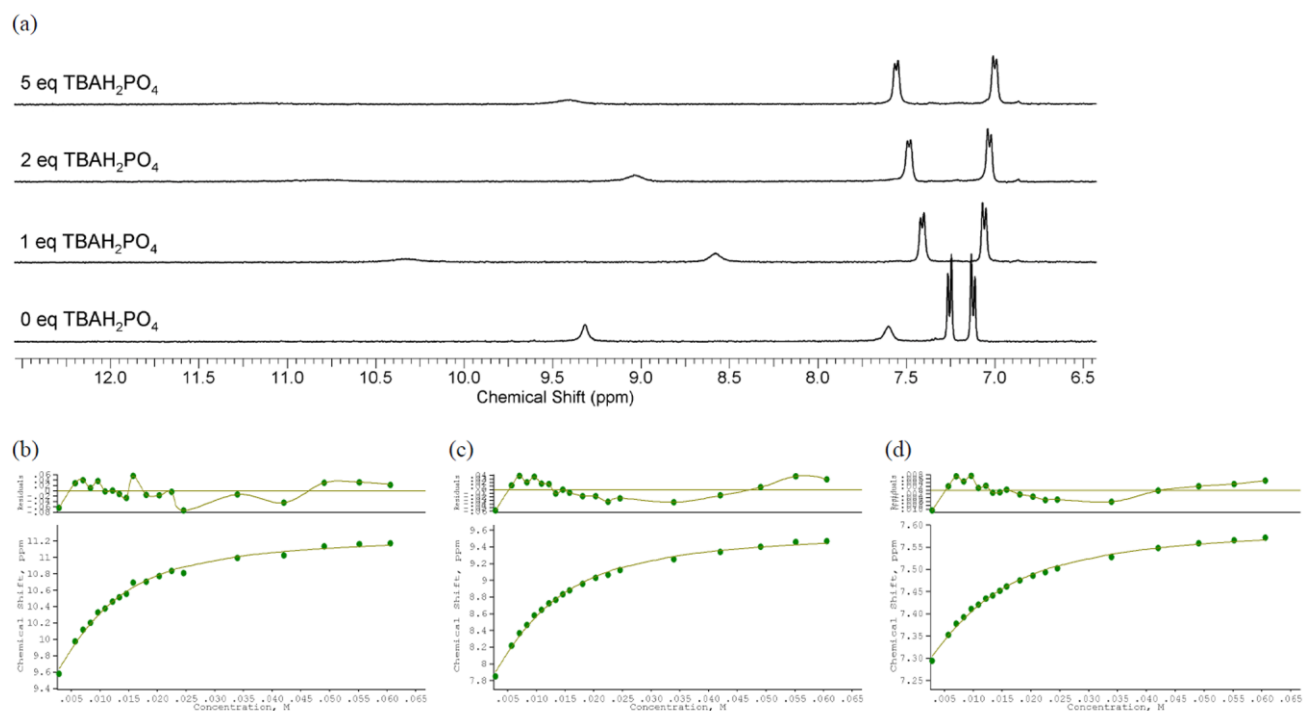 (a)
5 eq TBAH₂PO₄
2 eq TBAH₂PO₄
1 eq TBAH₂PO₄
0 eq TBAH₂PO₄
12.0 11.5 11.0 10.5 10.0 9.5 9.0 8.5 8.0 7.5 7.0 6.5
Chemical Shift (ppm)
(b) (c) (d)
Residuals Residuals Residuals
Chemical Shift, ppm
11.2
11
10.8
10.6
10.4
10.2
10
9.8
9.6
9.4
.005 .010 .015 .020 .025 .030 .035 .040 .045 .050 .055 .060 .065
Concentration, M
Chemical Shift, ppm
9.6
9.4
9.2
9
8.8
8.6
8.4
8.2
8
7.8
.005 .010 .015 .020 .025 .030 .035 .040 .045 .050 .055 .060 .065
Concentration, M
Chemical Shift, ppm
7.60
7.55
7.50
7.45
7.40
7.35
7.30
7.25
.005 .010 .015 .020 .025 .030 .035 .040 .045 .050 .055 .060 .065
Concentration, M